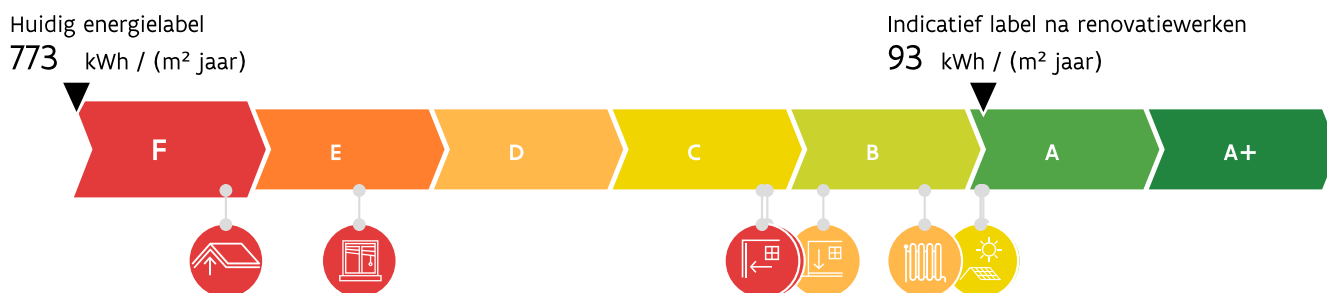 Huidig energielabel
773 kWh / (m² jaar)
Indicatief label na renovatiewerken
93 kWh / (m² jaar)
F E D C B A A+